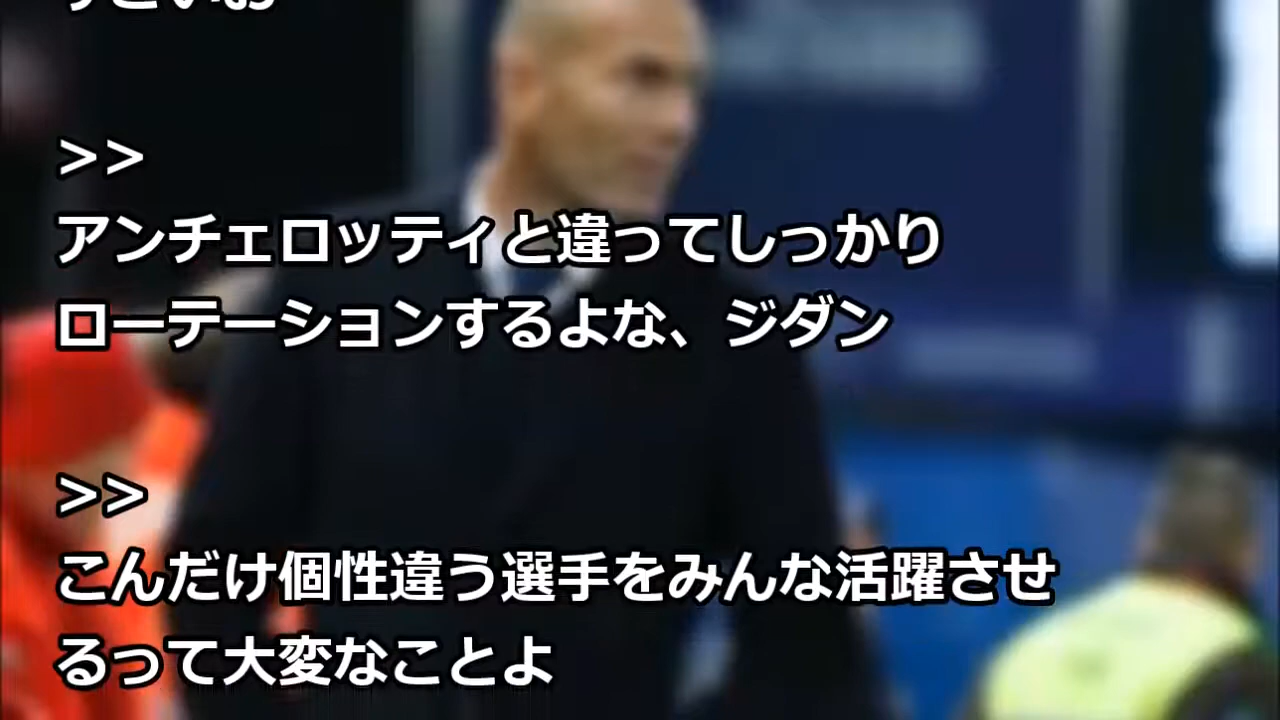 >>
アンチェロッティと違ってしっかり
ローテーションするよな、ジダン
>>
こんだけ個性違う選手をみんな活躍させ
るって大変なことよ